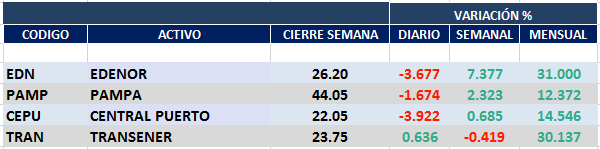 VARIACIÓN %
CODIGO ACTIVO CIERRE SEMANA DIARIO SEMANAL MENSUAL
EDN EDENOR 26.20 -3.677 7.377 31.000
PAMP PAMPA 44.05 -1.674 2.323 12.372
CEPU CENTRAL PUERTO 22.05 -3.922 0.685 14.546
TRAN TRANSENER 23.75 0.636 -0.419 30.137